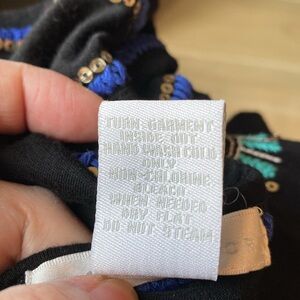 TURN GARMENT
INSIDE OUT
HAND WASH COLD
ONLY
NON-CHLORINE
BLEACH
WHEN NEEDED
DRY FLAT
DO NOT STEAM